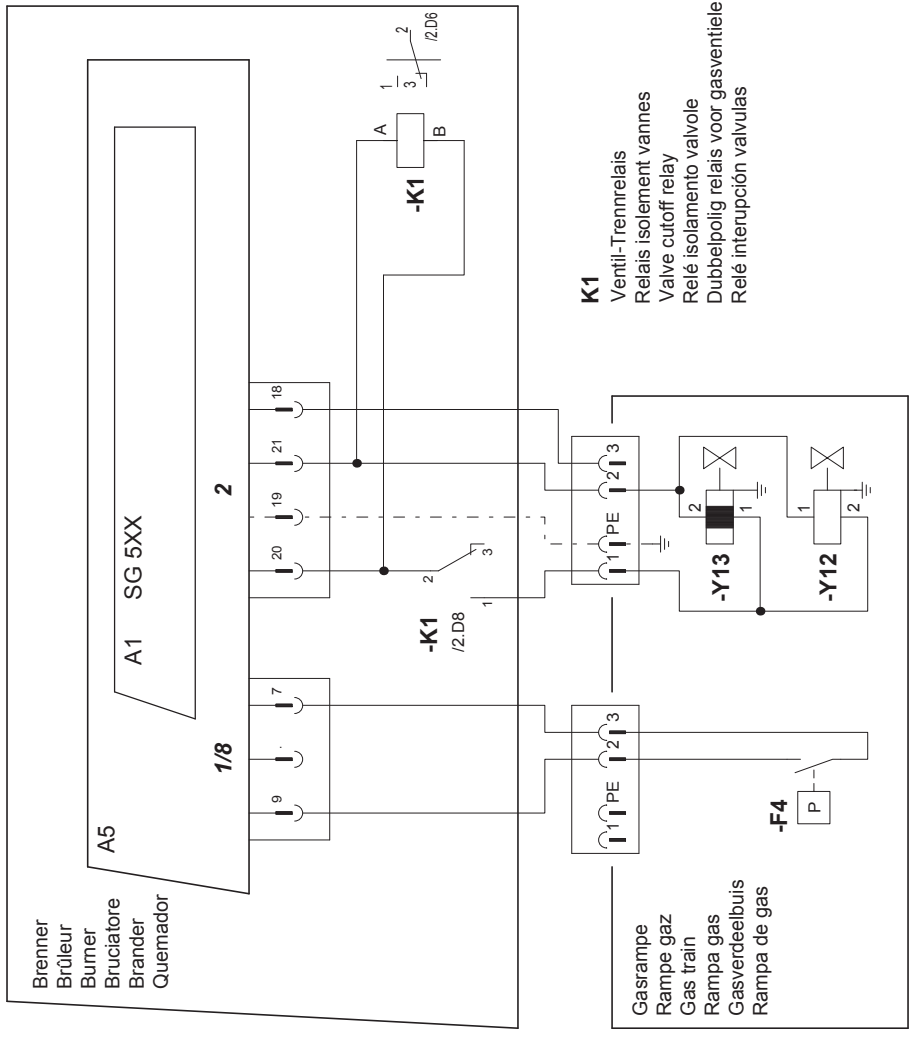 Brenner
Brûleur
Burner
Bruciatore
Brander
Quemador
A5
A1 SG 5XX
1/8
2
9
.
7
20
19
21
18
-K1
/2.D8
2
1
3
-K1
A
B
1
3
2
/2.D6
K1
Ventil-Trennrelais
Relais isolement vannes
Valve cutoff relay
Relé isolamento valvole
Dubbelpolig relais voor gasventiele
Relé interupción valvulas
1
PE
2
3
1
PE
2
3
Gasrampe
Rampe gaz
Gas train
Rampa gas
Gasverdeelbuis
Rampa de gas
-F4
P
-Y13
2
1
-Y12
1
2